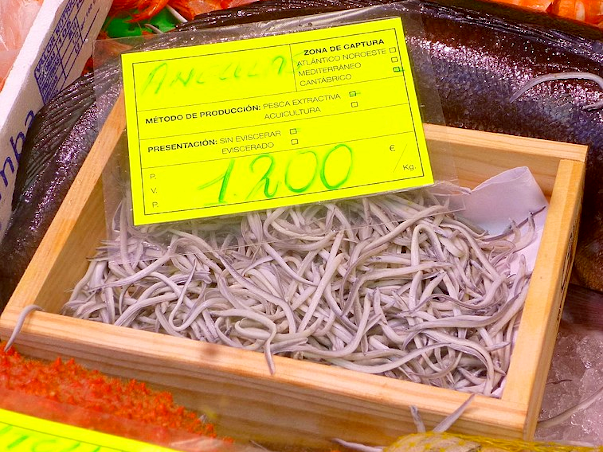 ANGULAS
ZONA DE CAPTURA
ATLÁNTICO NOROESTE
MEDITERRÁNEO
CANTÁBRICO
MÉTODO DE PRODUCCIÓN: PESCA EXTRACTIVA
ACUICULTURA
PRESENTACIÓN: SIN EVISCERAR
EVISCERADO
P.
V.
P.
1.200
€ / Kg.